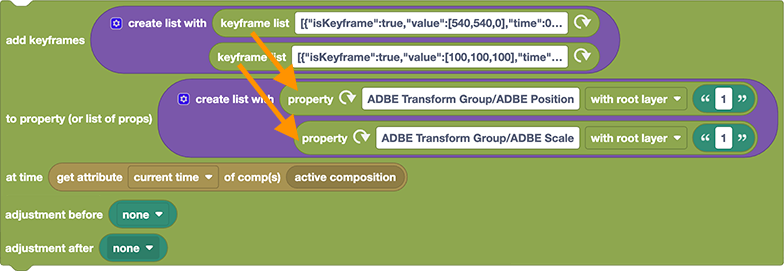 add keyframes create list with keyframe list [{"isKeyframe":true,"value":[540,540,0],"time":0...
keyframe list [{"isKeyframe":true,"value":[100,100,100],"time"...
to property (or list of props) create list with property ADBE Transform Group/ADBE Position with root layer “ 1 ”
property ADBE Transform Group/ADBE Scale with root layer “ 1 ”
at time get attribute current time of comp(s) active composition
adjustment before none
adjustment after none